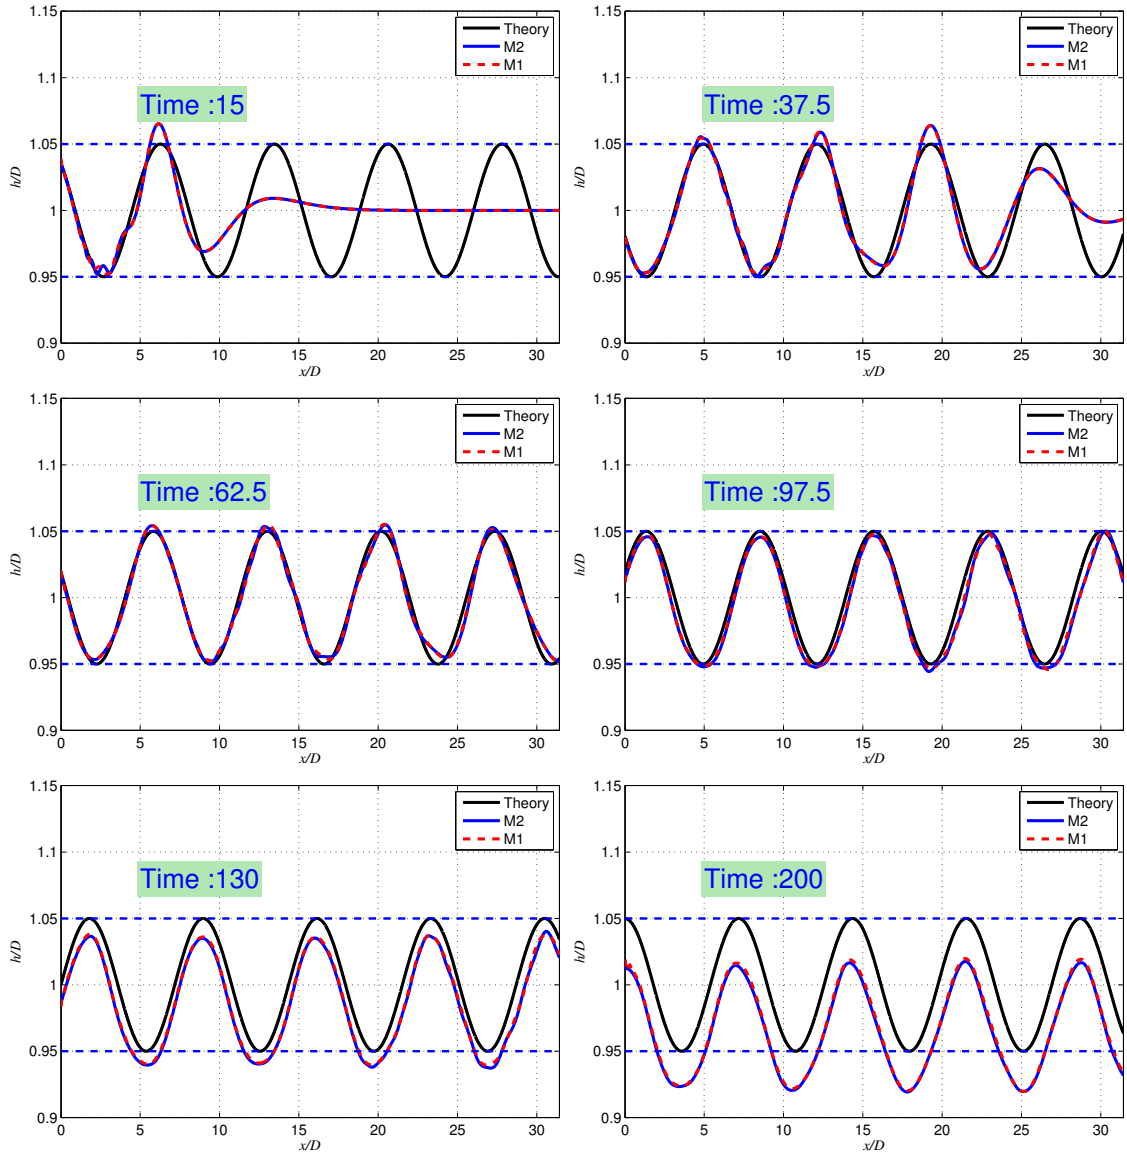 1.15
1.1
1.05
1
0.95
0.9
h/D
Time :15
Theory
M2
M1
0 5 10 15 20 25 30
x/D
1.15
1.1
1.05
1
0.95
0.9
h/D
Time :37.5
Theory
M2
M1
0 5 10 15 20 25 30
x/D
1.15
1.1
1.05
1
0.95
0.9
h/D
Time :62.5
Theory
M2
M1
0 5 10 15 20 25 30
x/D
1.15
1.1
1.05
1
0.95
0.9
h/D
Time :97.5
Theory
M2
M1
0 5 10 15 20 25 30
x/D
1.15
1.1
1.05
1
0.95
0.9
h/D
Time :130
Theory
M2
M1
0 5 10 15 20 25 30
x/D
1.15
1.1
1.05
1
0.95
0.9
h/D
Time :200
Theory
M2
M1
0 5 10 15 20 25 30
x/D